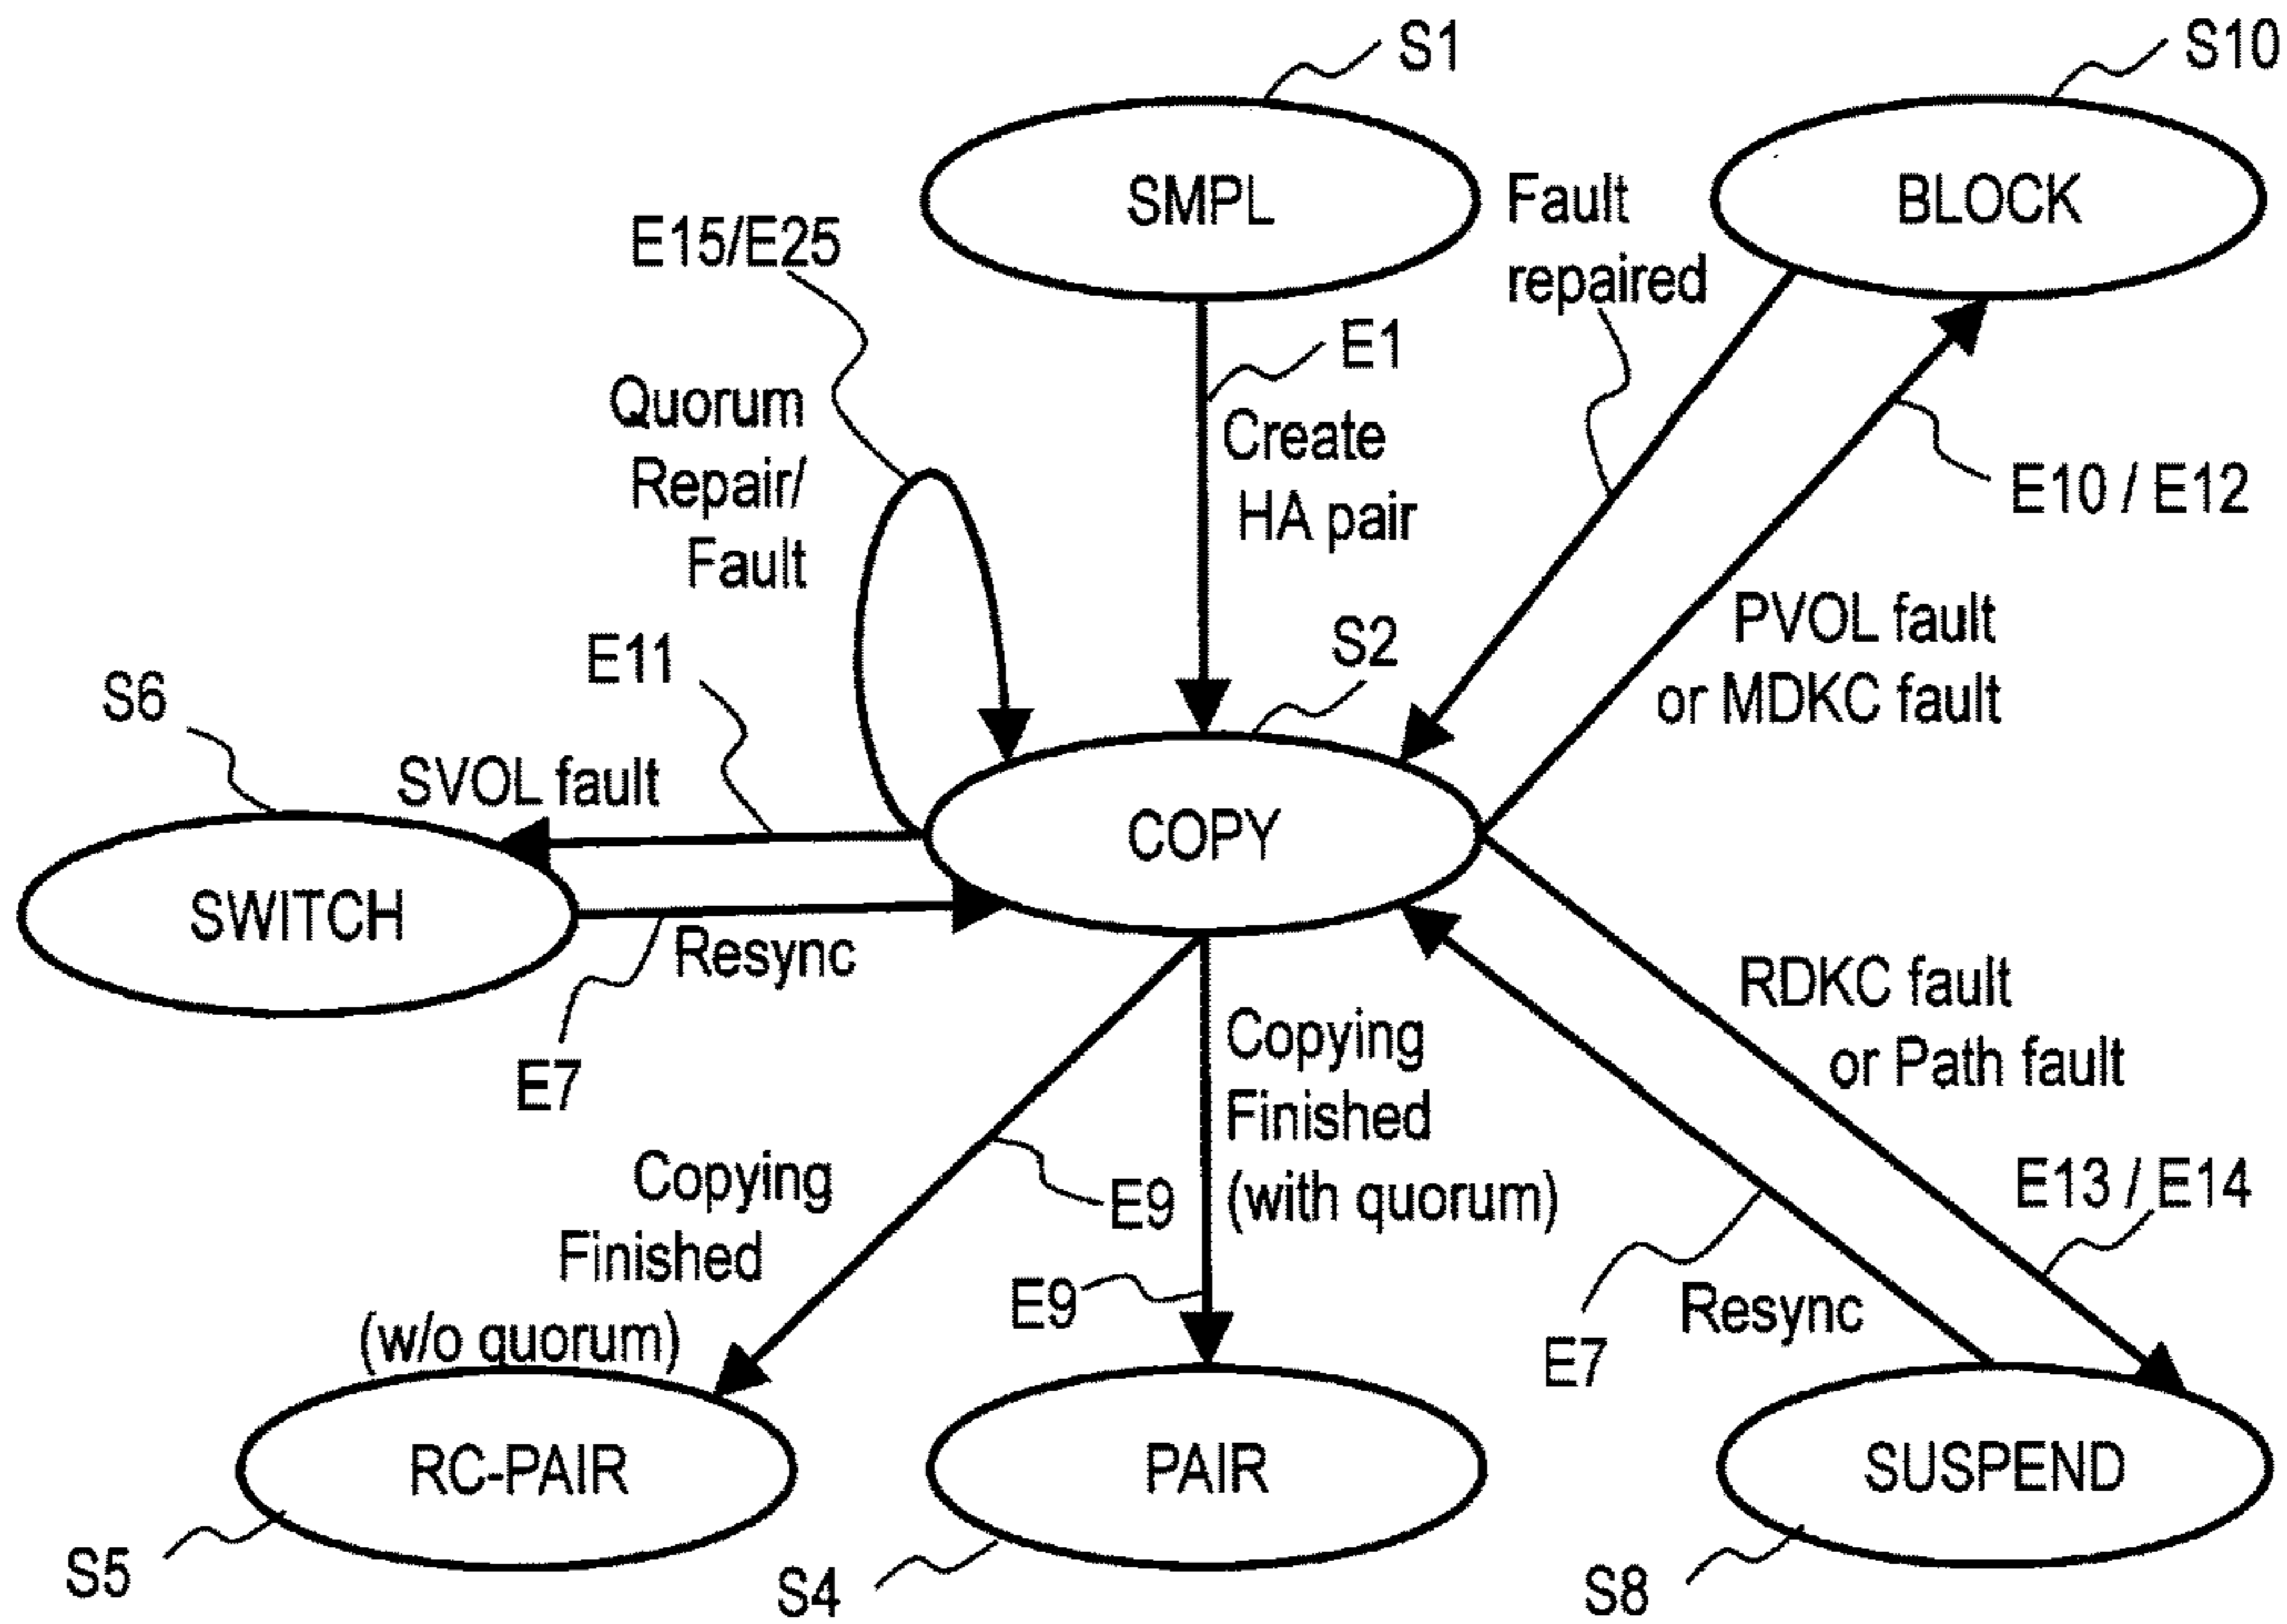 S1
S10
SMPL
Fault
repaired
BLOCK
E15/E25
E1
Quorum
Repair/
Fault
Create
HA pair
E10 / E12
PVOL fault
or MDKC fault
S2
E11
S6
SVOL fault
COPY
SWITCH
Resync
E7
RDKC fault
or Path fault
Copying
Finished
(with quorum)
E9
Copying
Finished
(w/o quorum)
E9
E13 / E14
Resync
E7
RC-PAIR
PAIR
SUSPEND
S5
S4
S8